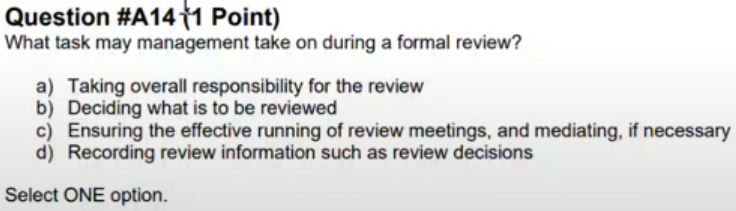 Question #A14 (1 Point)
What task may management take on during a formal review?
a) Taking overall responsibility for the review
b) Deciding what is to be reviewed
c) Ensuring the effective running of review meetings, and mediating, if necessary
d) Recording review information such as review decisions
Select ONE option.